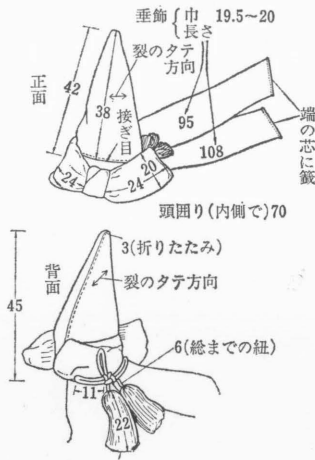 垂飾 { 巾 19.5~20
長さ
裂のタテ
方向
正面
42
38
接ぎ目
95
108
端の芯に籤
24
24
20
頭囲り(内側で)70
背面
45
3(折りたたみ)
裂のタテ方向
6(総までの紐)
11
22